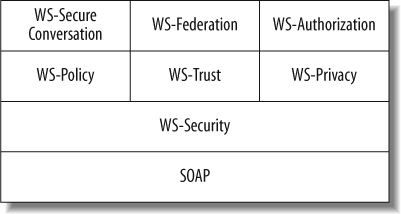 WS-Secure
Conversation
WS-Federation
WS-Authorization
WS-Policy
WS-Trust
WS-Privacy
WS-Security
SOAP